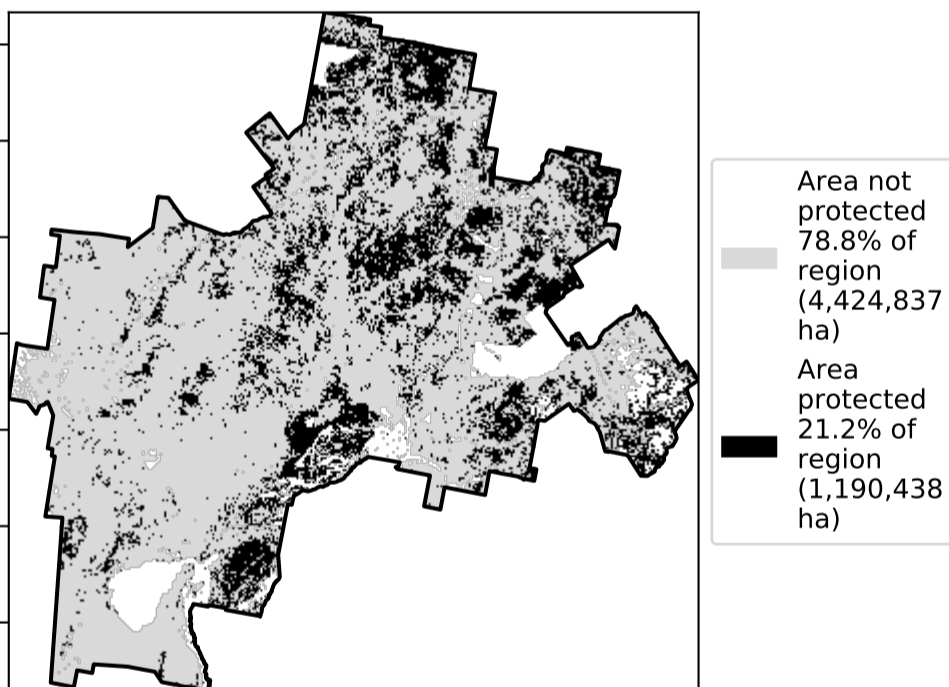 Area not
protected
78.8% of
region
(4,424,837
ha)
Area
protected
21.2% of
region
(1,190,438
ha)